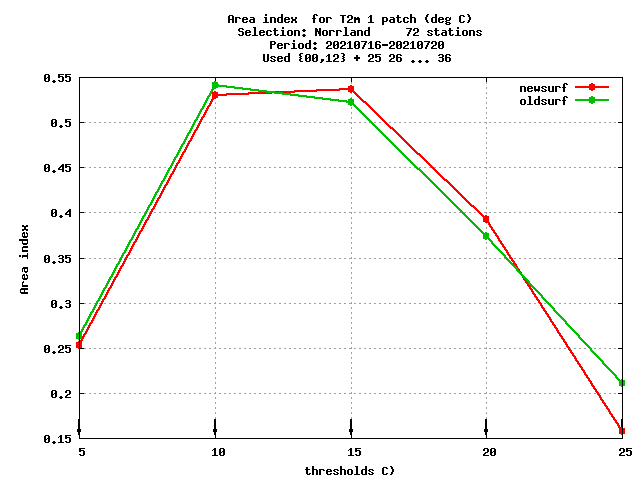 Area index  for T2m 1 patch (deg C)
Selection: Norrland     72 stations
Period: 20210716-20210720
Used {00,12} + 25 26 ... 36
newsurf
oldsurf
0.55
0.5
0.45
0.4
0.35
0.3
0.25
0.2
0.15
Area index
5 10 15 20 25
thresholds C)